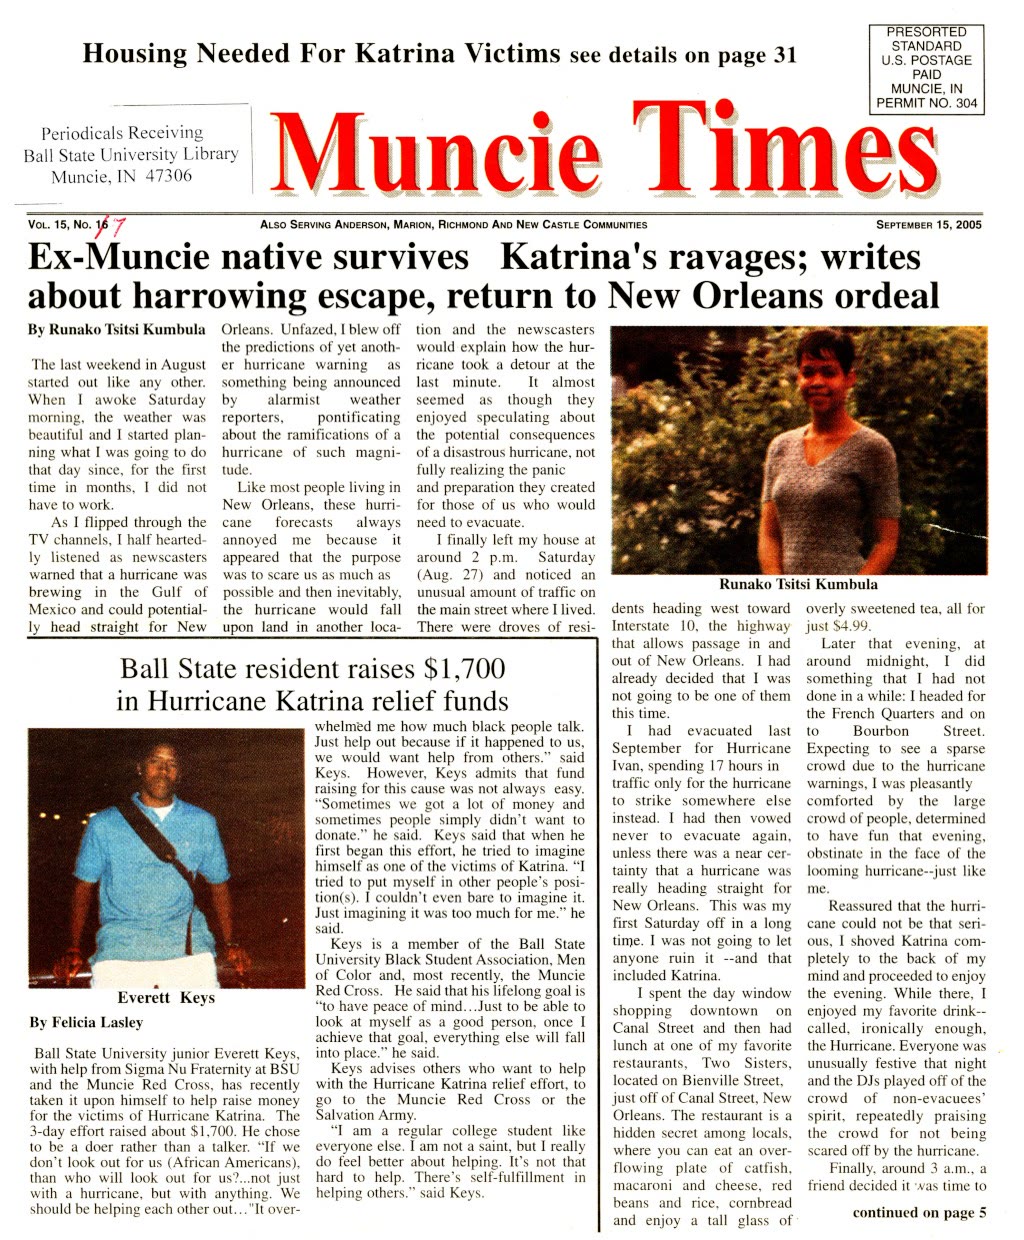 Housing Needed For Katrina Victims see details on page 31
PRESORTED
STANDARD
U.S. POSTAGE
PAID
MUNCIE, IN
PERMIT NO. 304
Periodicals Receiving
Ball State University Library
Muncie, IN 47306
Muncie Times
VOL. 15, NO. 16 7
ALSO SERVING ANDERSON, MARION, RICHMOND AND NEW CASTLE COMMUNITIES
SEPTEMBER 15, 2005
Ex-Muncie native survives Katrina's ravages; writes
about harrowing escape, return to New Orleans ordeal
By Runako Tsitsi Kumbula
The last weekend in August
started out like any other.
When I awoke Saturday
morning, the weather was
beautiful and I started plan-
ning what I was going to do
that day since, for the first
time in months, I did not
have to work.
As I flipped through the
TV channels, I half hearted-
ly listened as newscasters
warned that a hurricane was
brewing in the Gulf of
Mexico and could potential-
ly head straight for New
Orleans. Unfazed, I blew off
the predictions of yet anoth-
er hurricane warning as
something being announced
by alarmist weather
reporters, pontificating
about the ramifications of a
hurricane of such magni-
tude.
Like most people living in
New Orleans, these hurri-
cane forecasts always
annoyed me because it
appeared that the purpose
was to scare us as much as
possible and then inevitably,
the hurricane would fall
upon land in another loca-
tion and the newscasters
would explain how the hur-
ricane took a detour at the
last minute. It almost
seemed as though they
enjoyed speculating about
the potential consequences
of a disastrous hurricane, not
fully realizing the panic
and preparation they created
for those of us who would
need to evacuate.
I finally left my house at
around 2 p.m. Saturday
(Aug. 27) and noticed an
unusual amount of traffic on
the main street where I lived.
There were droves of resi-
Runako Tsitsi Kumbula
dents heading west toward
Interstate 10, the highway
that allows passage in and
out of New Orleans. I had
already decided that I was
not going to be one of them
this time.
I had evacuated last
September for Hurricane
Ivan, spending 17 hours in
traffic only for the hurricane
to strike somewhere else
instead. I had then vowed
never to evacuate again,
unless there was a near cer-
tainty that a hurricane was
really heading straight for
New Orleans. This was my
first Saturday off in a long
time. I was not going to let
anyone ruin it --and that
included Katrina.
I spent the day window
shopping downtown on
Canal Street and then had
lunch at one of my favorite
restaurants, Two Sisters,
located on Bienville Street,
just off of Canal Street, New
Orleans. The restaurant is a
hidden secret among locals,
where you can eat an over-
flowing plate of catfish,
macaroni and cheese, red
beans and rice, cornbread
and enjoy a tall glass of
overly sweetened tea, all for
just $4.99.
Later that evening, at
around midnight, I did
something that I had not
done in a while: I headed for
the French Quarters and on
to Bourbon Street.
Expecting to see a sparse
crowd due to the hurricane
warnings, I was pleasantly
comforted by the large
crowd of people, determined
to have fun that evening,
obstinate in the face of the
looming hurricane--just like
me.
Reassured that the hurri-
cane could not be that seri-
ous, I shoved Katrina com-
pletely to the back of my
mind and proceeded to enjoy
the evening. While there, I
enjoyed my favorite drink--
called, ironically enough,
the Hurricane. Everyone was
unusually festive that night
and the DJs played off of the
crowd of non-evacuees'
spirit, repeatedly praising
the crowd for not being
scared off by the hurricane.
Finally, around 3 a.m., a
friend decided it was time to
continued on page 5
Ball State resident raises $1,700
in Hurricane Katrina relief funds
Everett Keys
By Felicia Lasley
Ball State University junior Everett Keys,
with help from Sigma Nu Fraternity at BSU
and the Muncie Red Cross, has recently
taken it upon himself to help raise money
for the victims of Hurricane Katrina. The
3-day effort raised about $1,700. He chose
to be a doer rather than a talker. “If we
don't look out for us (African Americans),
than who will look out for us?...not just
with a hurricane, but with anything. We
should be helping each other out..."It over-
whelmed me how much black people talk.
Just help out because if it happened to us,
we would want help from others.” said
Keys. However, Keys admits that fund
raising for this cause was not always easy.
“Sometimes we got a lot of money and
sometimes people simply didn't want to
donate.” he said. Keys said that when he
first began this effort, he tried to imagine
himself as one of the victims of Katrina. “I
tried to put myself in other people's posi-
tion(s). I couldn't even bare to imagine it.
Just imagining it was too much for me.” he
said.
Keys is a member of the Ball State
University Black Student Association, Men
of Color and, most recently, the Muncie
Red Cross. He said that his lifelong goal is
“to have peace of mind...Just to be able to
look at myself as a good person, once I
achieve that goal, everything else will fall
into place.” he said.
Keys advises others who want to help
with the Hurricane Katrina relief effort, to
go to the Muncie Red Cross or the
Salvation Army.
“I am a regular college student like
everyone else. I am not a saint, but I really
do feel better about helping. It's not that
hard to help. There's self-fulfillment in
helping others.” said Keys.